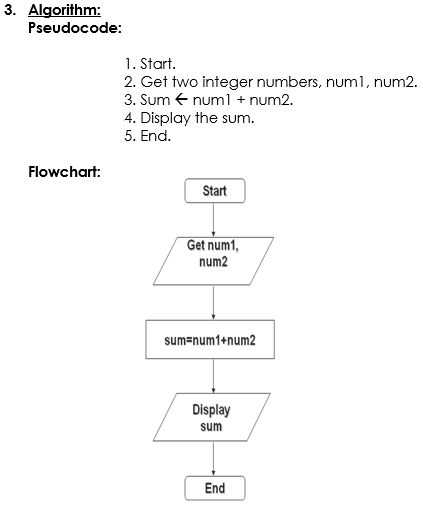 3. Algorithm:
Pseudocode:
1. Start.
2. Get two integer numbers, num1, num2.
3. Sum ← num1 + num2.
4. Display the sum.
5. End.
Flowchart:
Start
Get num1,
num2
sum=num1+num2
Display
sum
End